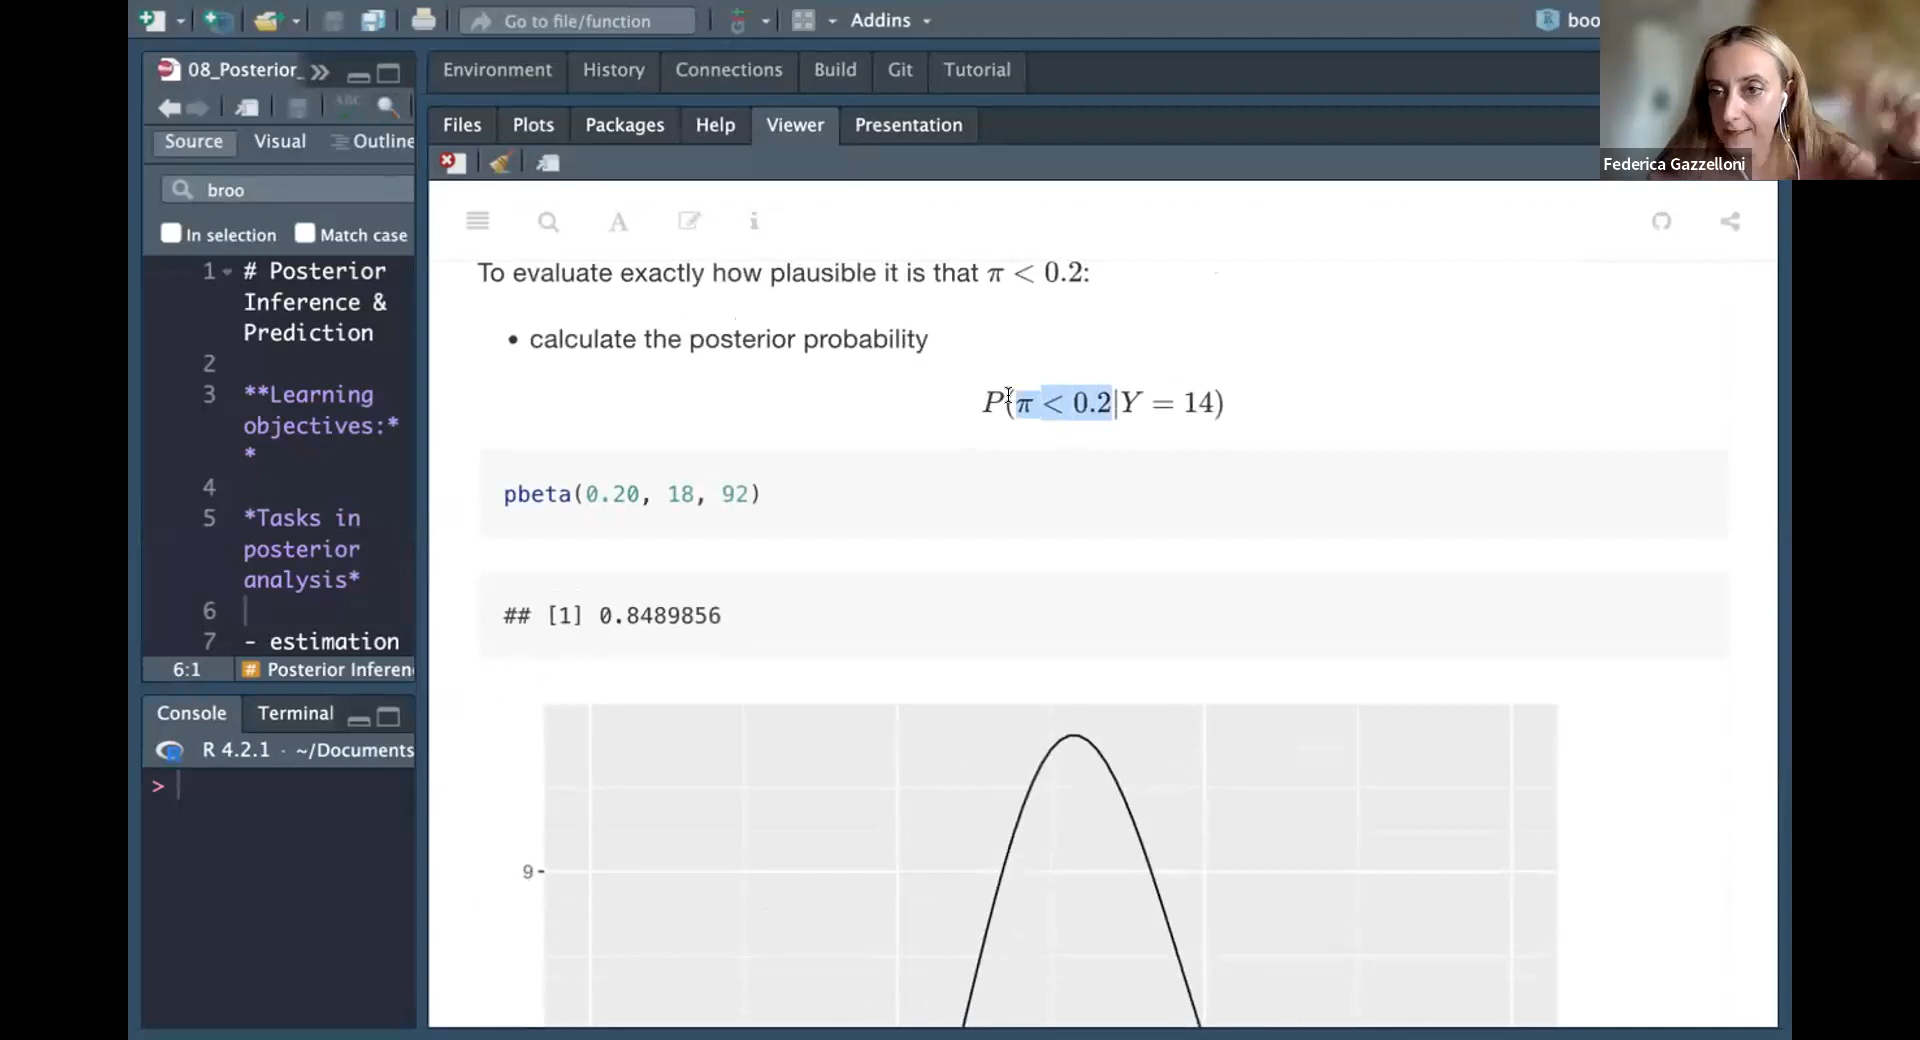 Go to file/function
Addins
boo
Federica Gazzelloni
08_Posterior_
Source Visual Outline
broo
In selection Match case
1 # Posterior
Inference &
Prediction
2
3 **Learning
objectives:*
*
4
5 *Tasks in
posterior
analysis*
6
7 - estimation
6:1 # Posterior Inferen
Console Terminal
R 4.2.1 · ~/Documents
>
Environment History Connections Build Git Tutorial
Files Plots Packages Help Viewer Presentation
To evaluate exactly how plausible it is that π < 0.2:
• calculate the posterior probability
P(π < 0.2|Y = 14)
pbeta(0.20, 18, 92)
## [1] 0.8489856
9